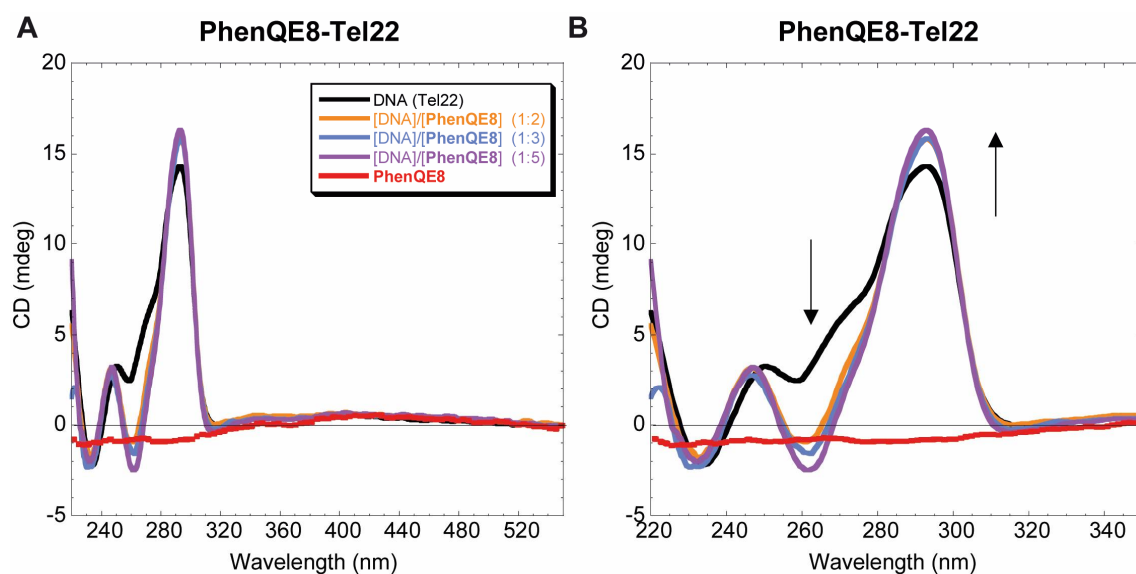 A
PhenQE8-Tel22
CD (mdeg)
20
15
10
5
0
-5
DNA (Tel22)
[DNA]/[PhenQE8] (1:2)
[DNA]/[PhenQE8] (1:3)
[DNA]/[PhenQE8] (1:5)
PhenQE8
240 280 320 360 400 440 480 520
Wavelength (nm)
B
PhenQE8-Tel22
CD (mdeg)
20
15
10
5
0
-5
220 240 260 280 300 320 340
Wavelength (nm)